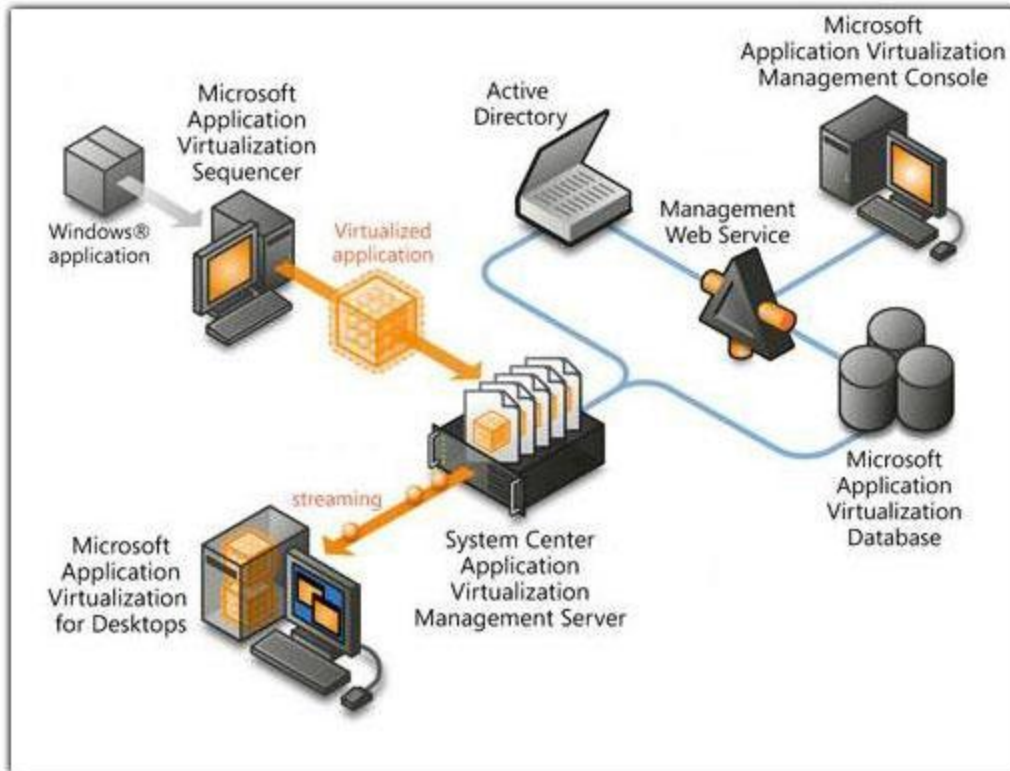 Microsoft
Application Virtualization
Management Console
Active
Directory
Microsoft
Application
Virtualization
Sequencer
Windows®
application
Virtualized
application
Management
Web Service
streaming
Microsoft
Application
Virtualization
Database
System Center
Application
Virtualization
Management Server
Microsoft
Application
Virtualization
for Desktops